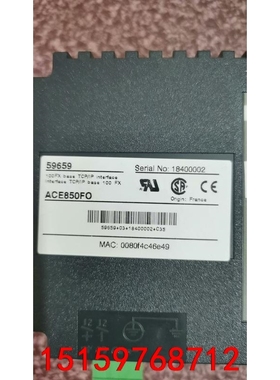 59659
Serial No: 18400002
100FX base TCP/IP interface
Interface TCP/IP base 100 FX
ACE850FO
Origin: France
59659+03+18400002+C35
MAC: 0080f4c46e49
15159768712